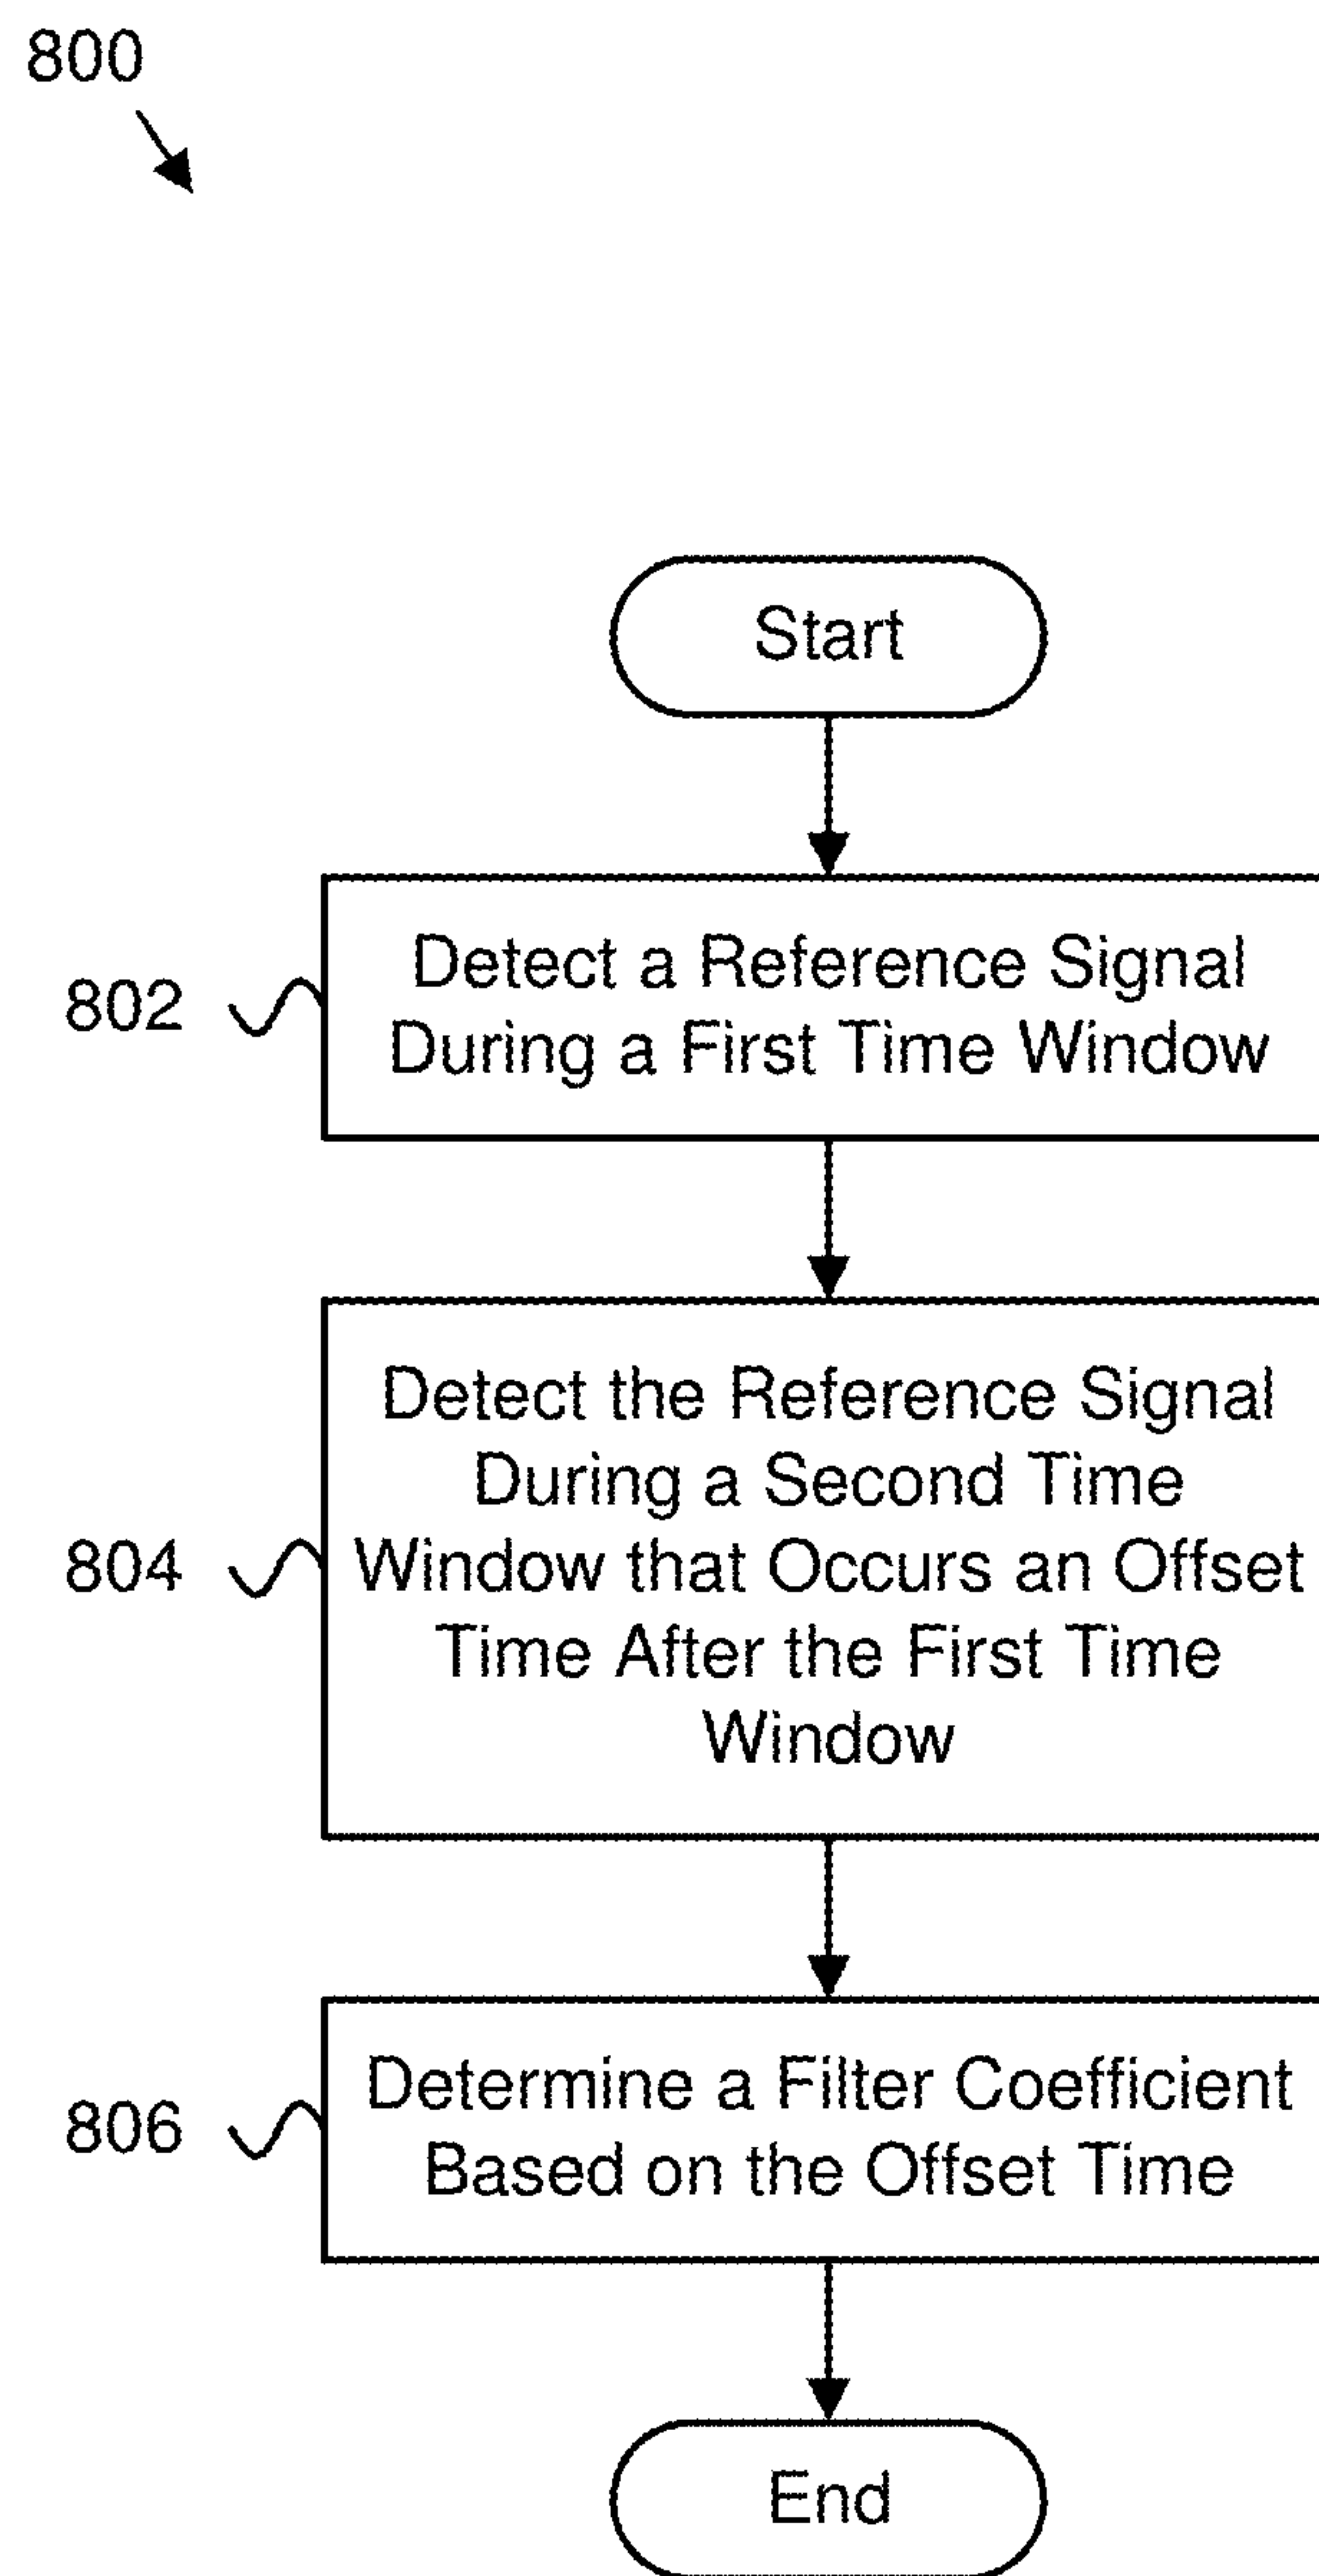 800
Start
802
Detect a Reference Signal
During a First Time Window
804
Detect the Reference Signal
During a Second Time
Window that Occurs an Offset
Time After the First Time
Window
806
Determine a Filter Coefficient
Based on the Offset Time
End